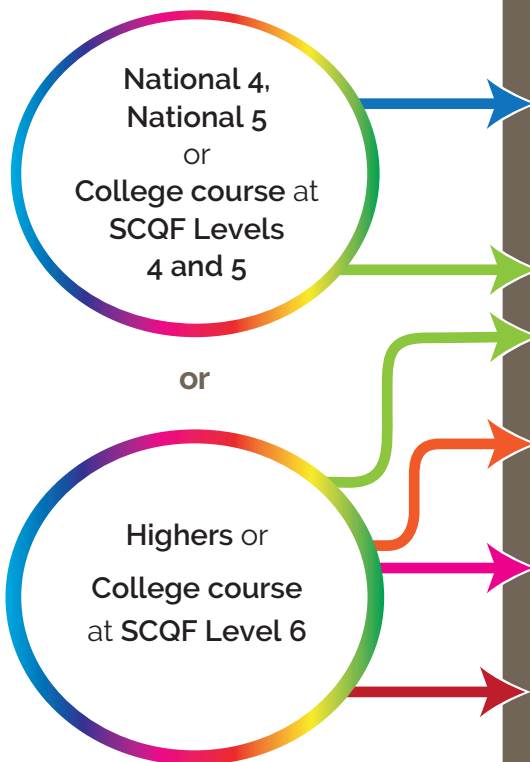 National 4,
National 5
or
College course at
SCQF Levels
4 and 5
or
Highers or
College course
at SCQF Level 6